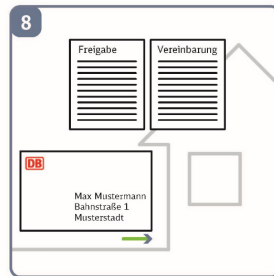 8
Freigabe
Vereinbarung
DB
Max Mustermann
Bahnstraße 1
Musterstadt